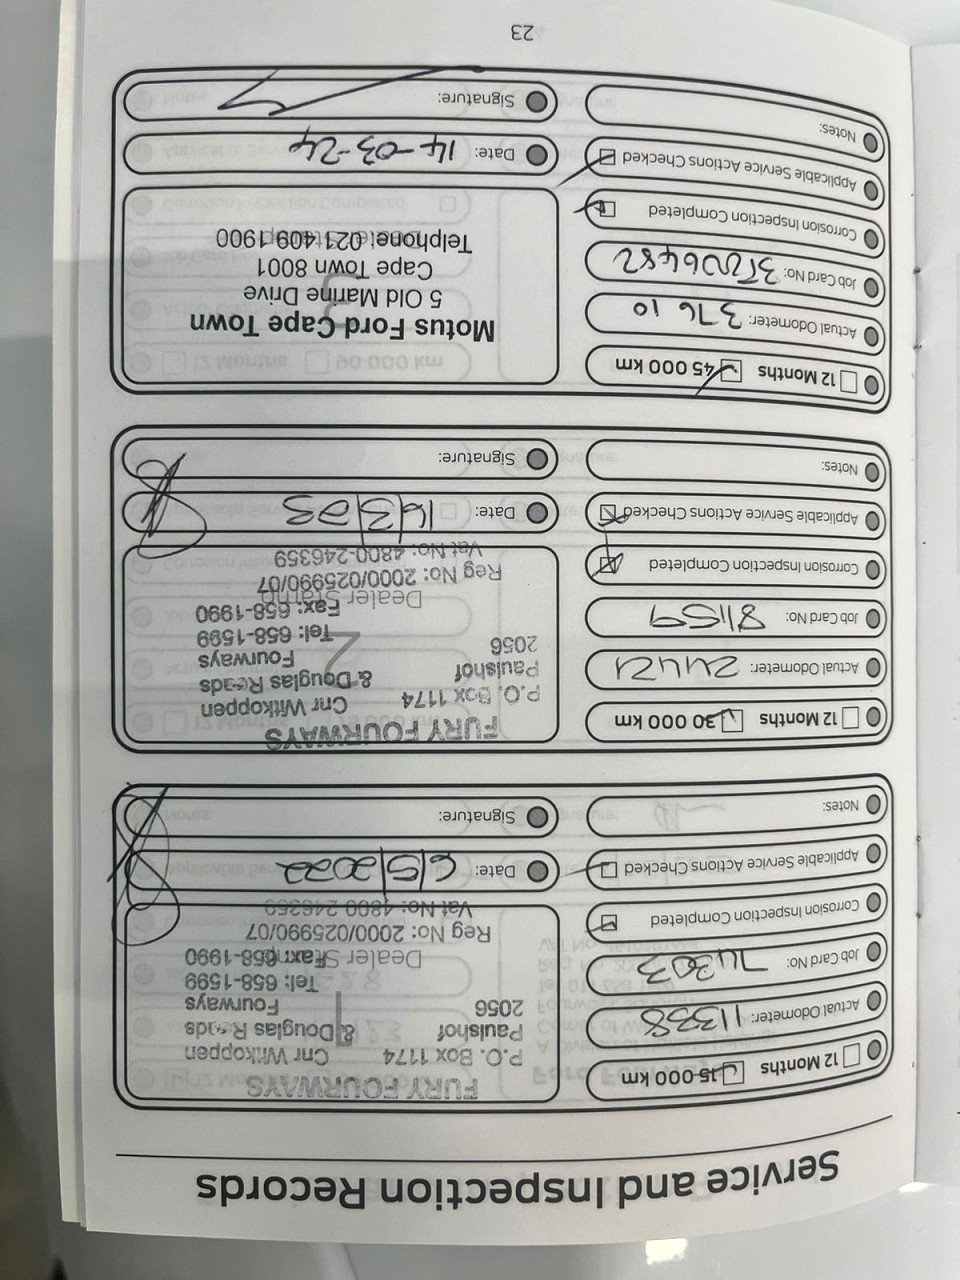 Service and Inspection Records
12 Months 15 000 km
Actual Odometer: 11338
Job Card No: 74303
Corrosion Inspection Completed
Applicable Service Actions Checked
Notes:
FURY FOURWAYS
P.O. Box 1174 Cnr Witkoppen
Paulshof & Douglas Roads
2056 Fourways
Tel: 658-1599
Dealer Stamp Fax: 658-1990
Reg No: 2000/025990/07
Vat No: 4800-246359
1
Date: 6/5/2022
Signature:
12 Months 30 000 km
Actual Odometer: 24421
Job Card No: 81159
Corrosion Inspection Completed
Applicable Service Actions Checked
Notes:
FURY FOURWAYS
P.O. Box 1174 Cnr Witkoppen
Paulshof & Douglas Roads
2056 Fourways
Tel: 658-1599
Fax: 658-1990
Dealer Stamp
Reg No: 2000/025990/07
Vat No: 4800-246359
2
Date: 16/3/23
Signature:
12 Months 45 000 km
Actual Odometer: 37610
Job Card No:
Corrosion Inspection Completed
Applicable Service Actions Checked
Notes:
Motus Ford Cape Town
5 Old Marine Drive
Cape Town 8001
Telphone: 021 409 1900
Dealer Stamp
3
Date: 14-03-24
Signature:
23